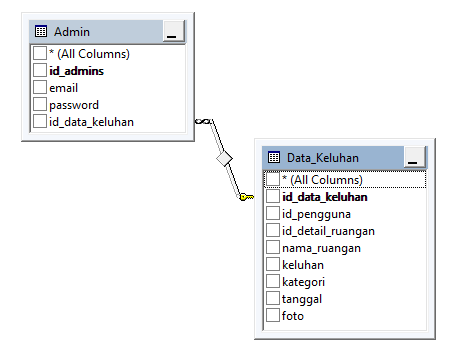 Admin
* (All Columns)
id_admins
email
password
id_data_keluhan
Data_Keluhan
* (All Columns)
id_data_keluhan
id_pengguna
id_detail_ruangan
nama_ruangan
keluhan
kategori
tanggal
foto